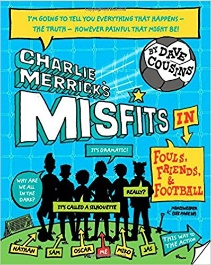 I'M GOING TO TELL YOU EVERYTHING THAT HAPPENS –
THE TRUTH – HOWEVER PAINFUL THAT MIGHT BE!
BY DAVE COUSINS
CHARLIE
MERRICK'S
MISFITS IN
FOULS,
FRIENDS, &
FOOTBALL
IT'S DRAMATIC!
WHY ARE
WE ALL
IN THE
DARK?
REALLY?
IT'S CALLED A SILHOUETTE
THIS WAY TO
THE ACTION
NATHAN
SAM
OSCAR
ME
MIKO
JAS